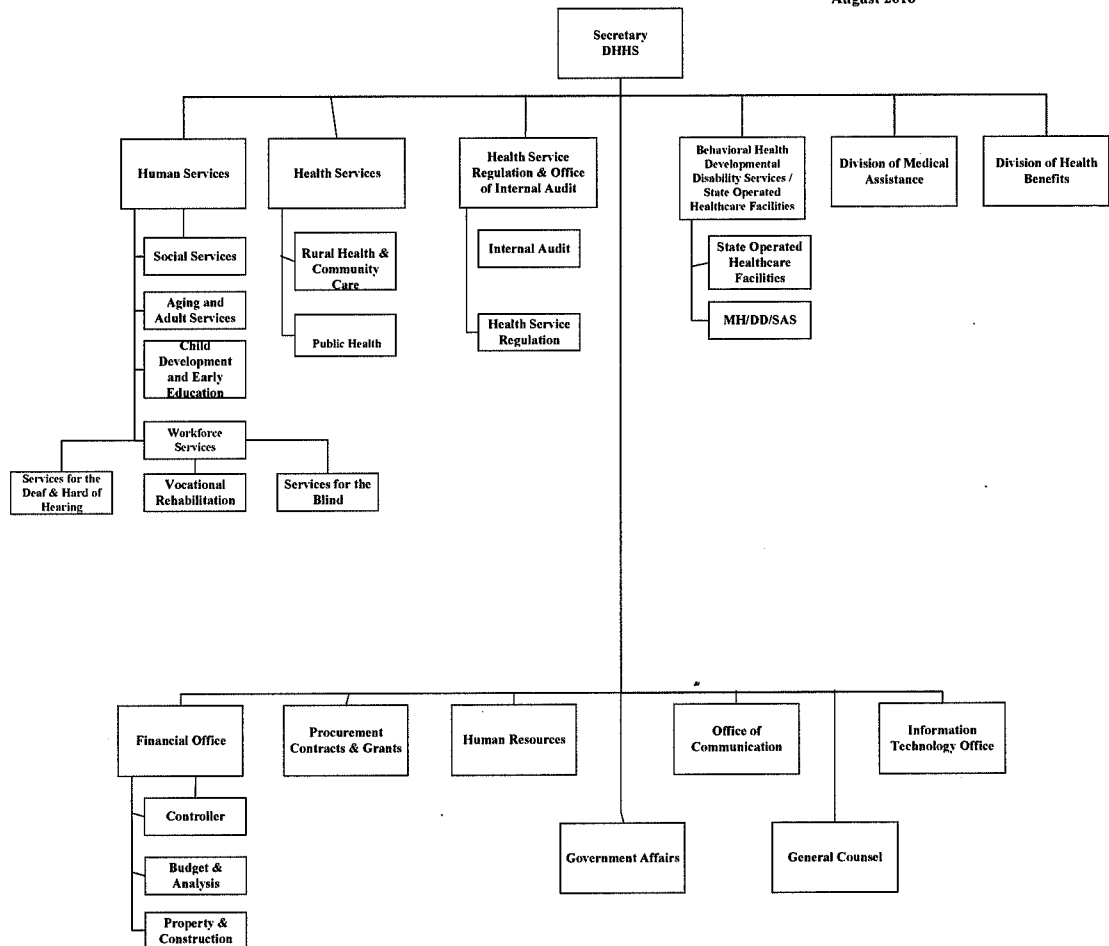 Secretary
DHHS
Human Services
Health Services
Health Service
Regulation & Office
of Internal Audit
Behavioral Health
Developmental
Disability Services /
State Operated
Healthcare Facilities
Division of Medical
Assistance
Division of Health
Benefits
Social Services
Aging and
Adult Services
Child
Development
and Early
Education
Workforce
Services
Services for the
Deaf & Hard of
Hearing
Vocational
Rehabilitation
Services for the
Blind
Rural Health &
Community
Care
Public Health
Internal Audit
Health Service
Regulation
State Operated
Healthcare
Facilities
MH/DD/SAS
Financial Office
Procurement
Contracts & Grants
Human Resources
Office of
Communication
Information
Technology Office
Controller
Budget &
Analysis
Property &
Construction
Government Affairs
General Counsel